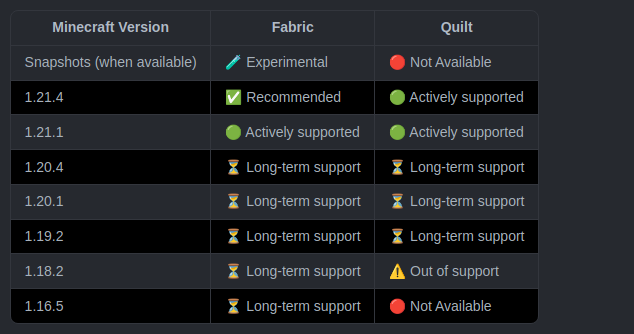 Minecraft Version Fabric Quilt
Snapshots (when available) 🧪 Experimental 🔴 Not Available
1.21.4 ✅ Recommended 🟢 Actively supported
1.21.1 🟢 Actively supported 🟢 Actively supported
1.20.4 ⏳ Long-term support ⏳ Long-term support
1.20.1 ⏳ Long-term support ⏳ Long-term support
1.19.2 ⏳ Long-term support ⏳ Long-term support
1.18.2 ⏳ Long-term support ⚠️ Out of support
1.16.5 ⏳ Long-term support 🔴 Not Available